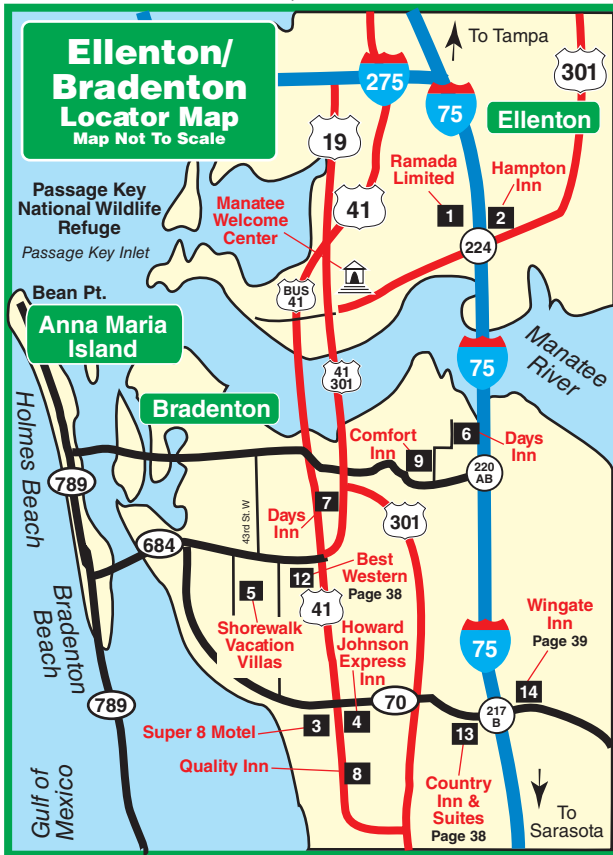 Ellenton/
Bradenton
Locator Map
Map Not To Scale
To Tampa
275
75
301
Ellenton
19
Ramada
Limited
Hampton
Inn
Passage Key
National Wildlife
Refuge
Manatee
Welcome
Center
41
1
2
224
Passage Key Inlet
BUS
41
Bean Pt.
Anna Maria
Island
Manatee
River
75
41
301
Bradenton
Holmes Beach
Comfort
Inn
9
6
Days
Inn
220
AB
789
43rd St. W
7
Days
Inn
301
684
12
Best
Western
Page 38
5
Shorewalk
Vacation
Villas
41
Howard
Johnson
Express
Inn
Wingate
Inn
Page 39
75
Bradenton
Beach
789
70
14
217
B
Super 8 Motel
3
4
13
Quality Inn
8
Country
Inn &
Suites
Page 38
Gulf of
Mexico
To
Sarasota